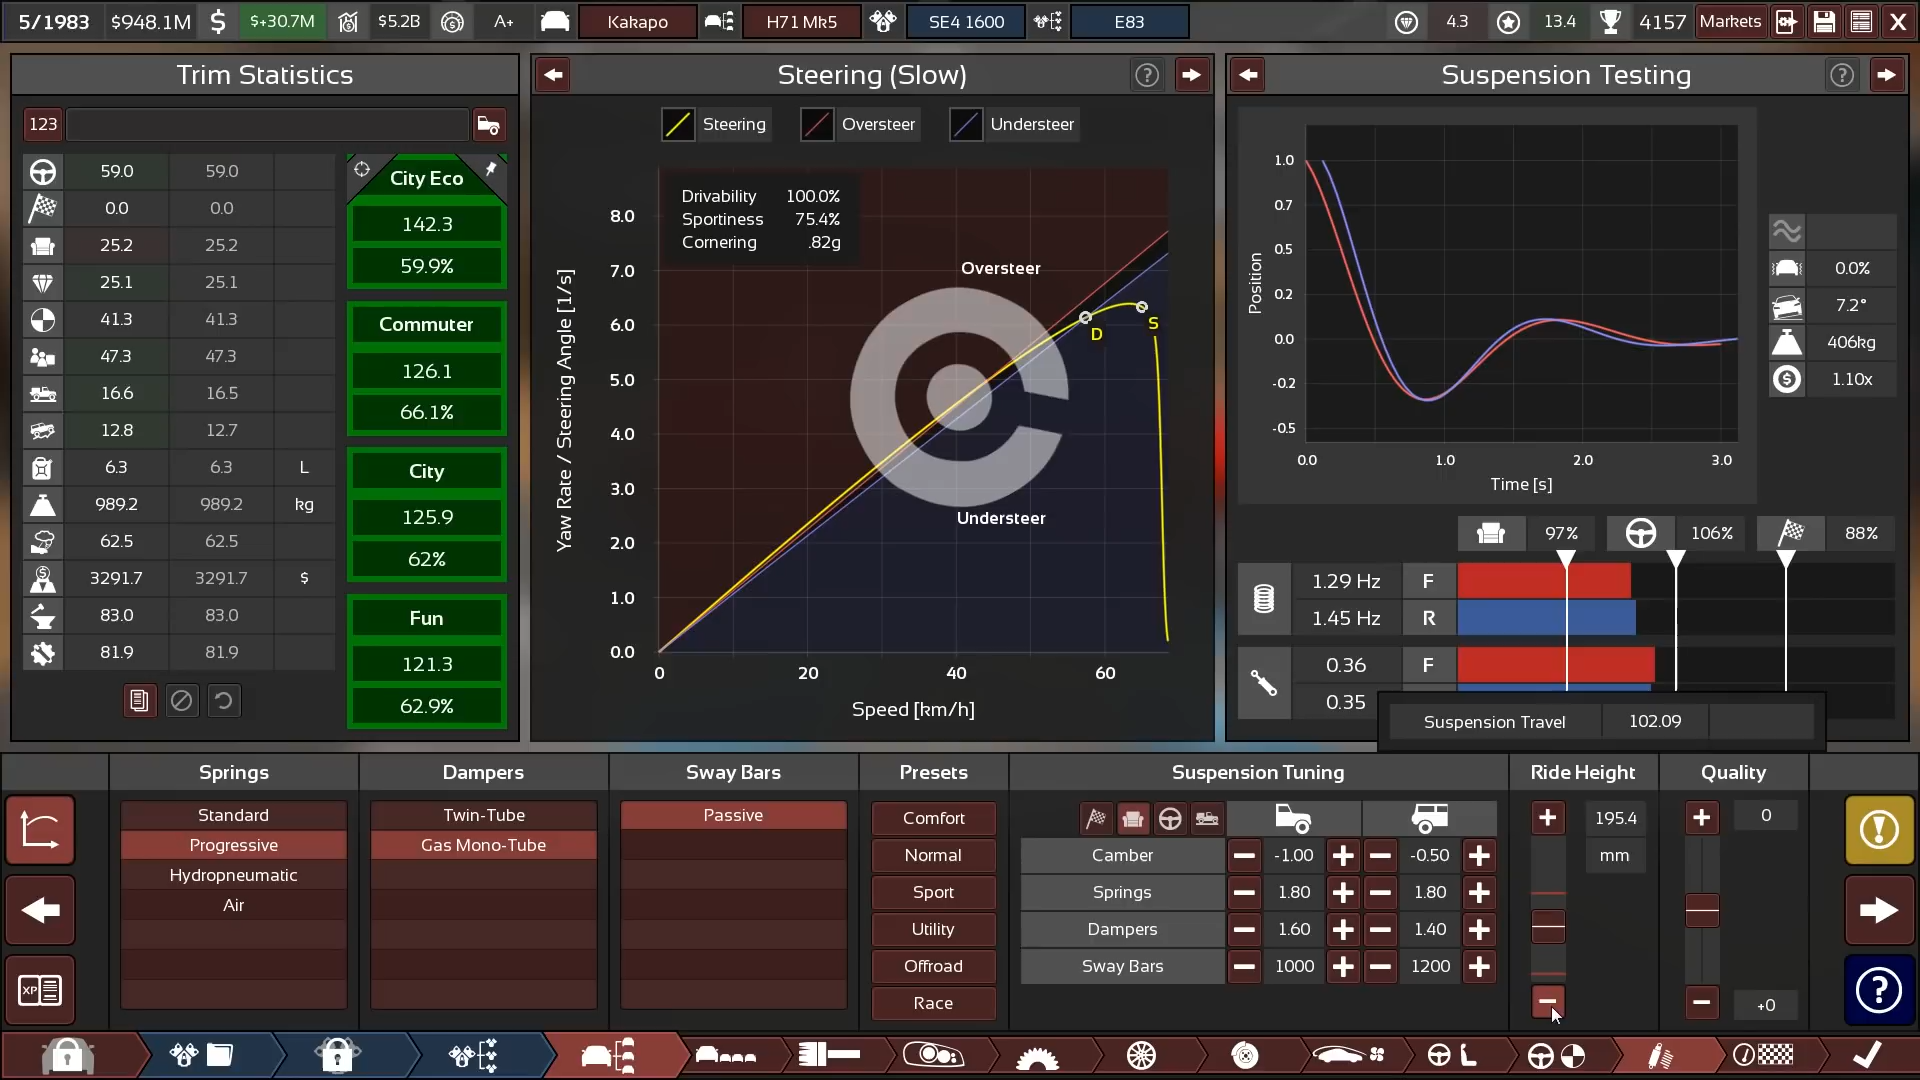 5/1983 $948.1M $+30.7M $5.2B A+ Kakapo H71 Mk5 SE4 1600 E83 4.3 13.4 4157 Markets
Trim Statistics
123
59.0 59.0
0.0 0.0
25.2 25.2
25.1 25.1
41.3 41.3
47.3 47.3
16.6 16.5
12.8 12.7
6.3 6.3 L
989.2 989.2 kg
62.5 62.5
3291.7 3291.7 $
83.0 83.0
81.9 81.9
City Eco
142.3
59.9%
Commuter
126.1
66.1%
City
125.9
62%
Fun
121.3
62.9%
Steering (Slow)
?
Steering Oversteer Understeer
Drivability 100.0%
Sportiness 75.4%
Cornering .82g
Oversteer
Understeer
D
S
8.0
7.0
6.0
5.0
4.0
3.0
2.0
1.0
0.0
0 20 40 60
Yaw Rate / Steering Angle [1/s]
Speed [km/h]
Suspension Testing
?
1.0
0.7
0.5
0.2
0.0
-0.2
-0.5
0.0 1.0 2.0 3.0
Position
Time [s]
0.0%
7.2°
406kg
1.10x
97% 106% 88%
1.29 Hz F
1.45 Hz R
0.36 F
0.35
Suspension Travel 102.09
Springs
Standard
Progressive
Hydropneumatic
Air
Dampers
Twin-Tube
Gas Mono-Tube
Sway Bars
Passive
Presets
Comfort
Normal
Sport
Utility
Offroad
Race
Suspension Tuning
Camber -1.00 -0.50
Springs 1.80 1.80
Dampers 1.60 1.40
Sway Bars 1000 1200
Ride Height
195.4
mm
Quality
0
+0
XP
?